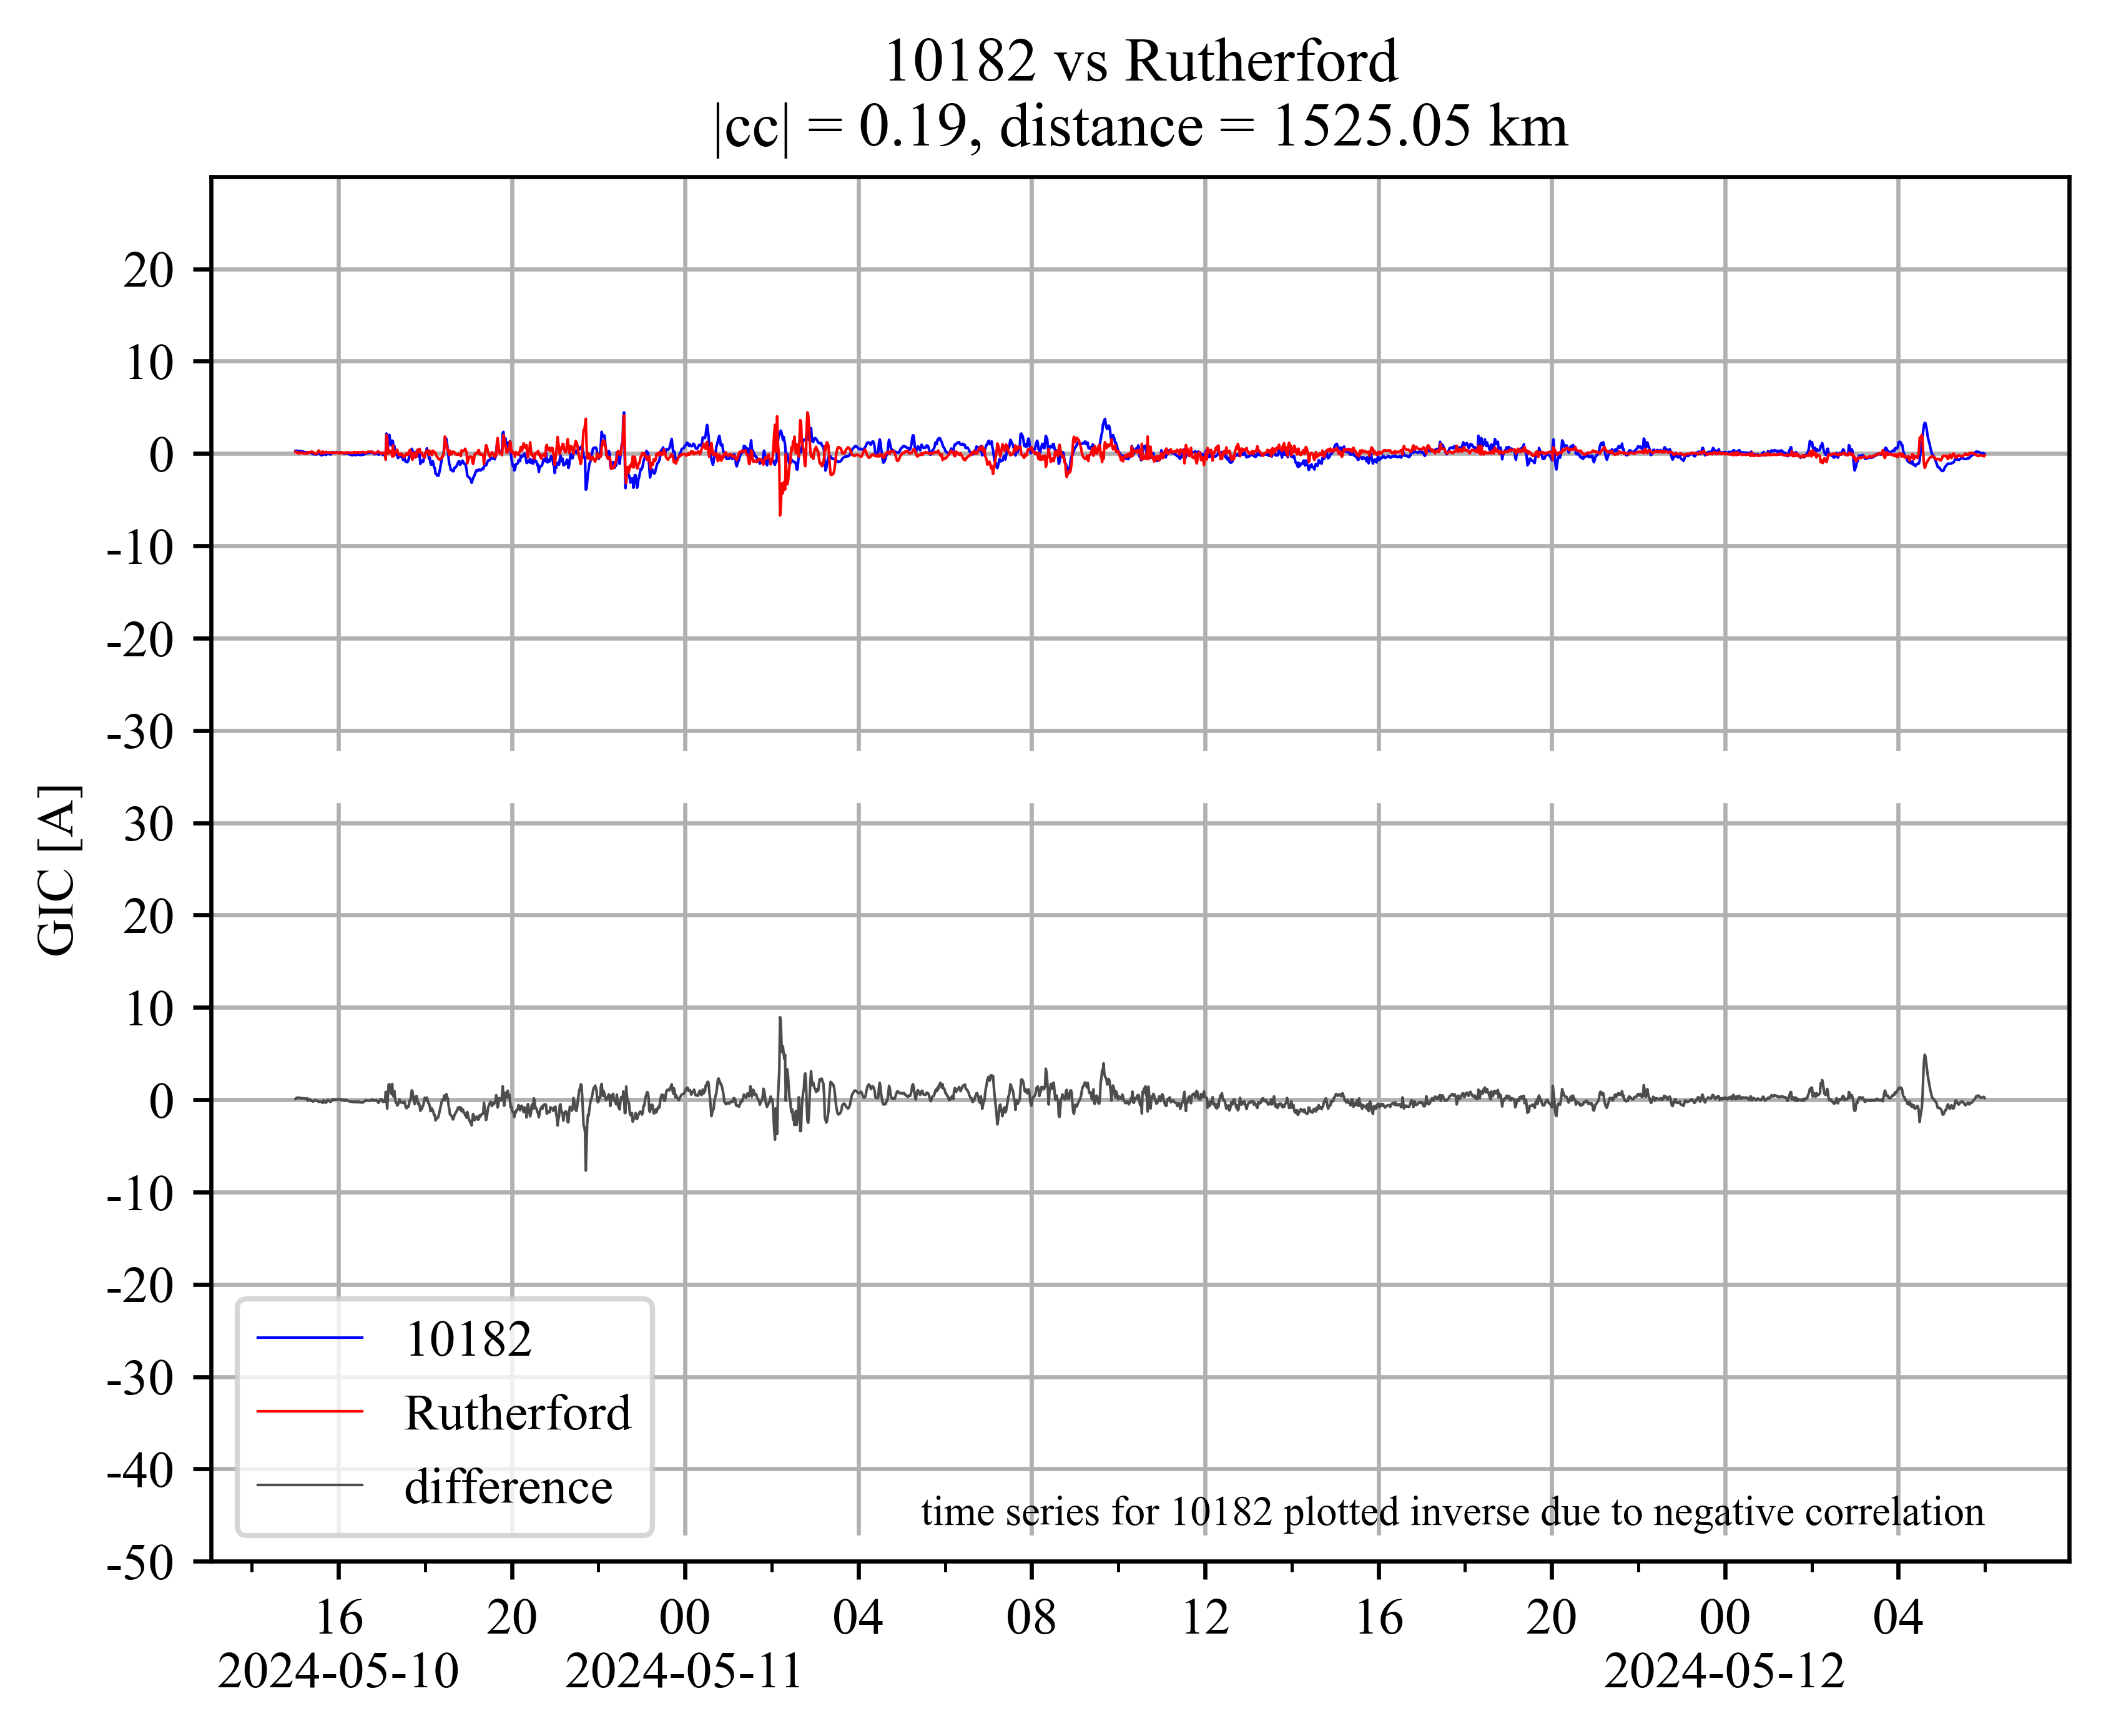 10182 vs Rutherford
|cc| = 0.19, distance = 1525.05 km
GIC [A]
20
10
0
-10
-20
-30
30
20
10
0
-10
-20
-30
-40
-50
10182
Rutherford
difference
time series for 10182 plotted inverse due to negative correlation
16 20 00 04 08 12 16 20 00 04
2024-05-10 2024-05-11 2024-05-12